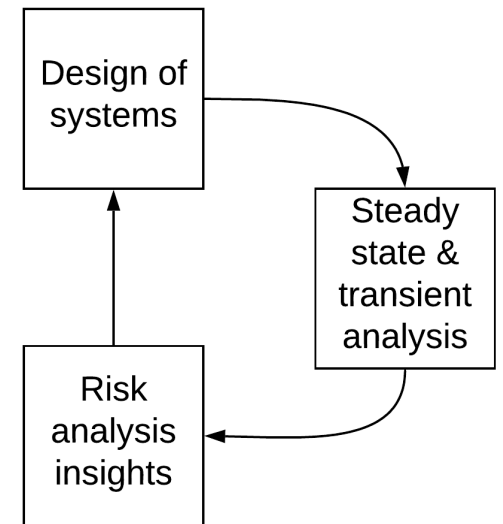 Design of
systems
Steady
state &
transient
analysis
Risk
analysis
insights